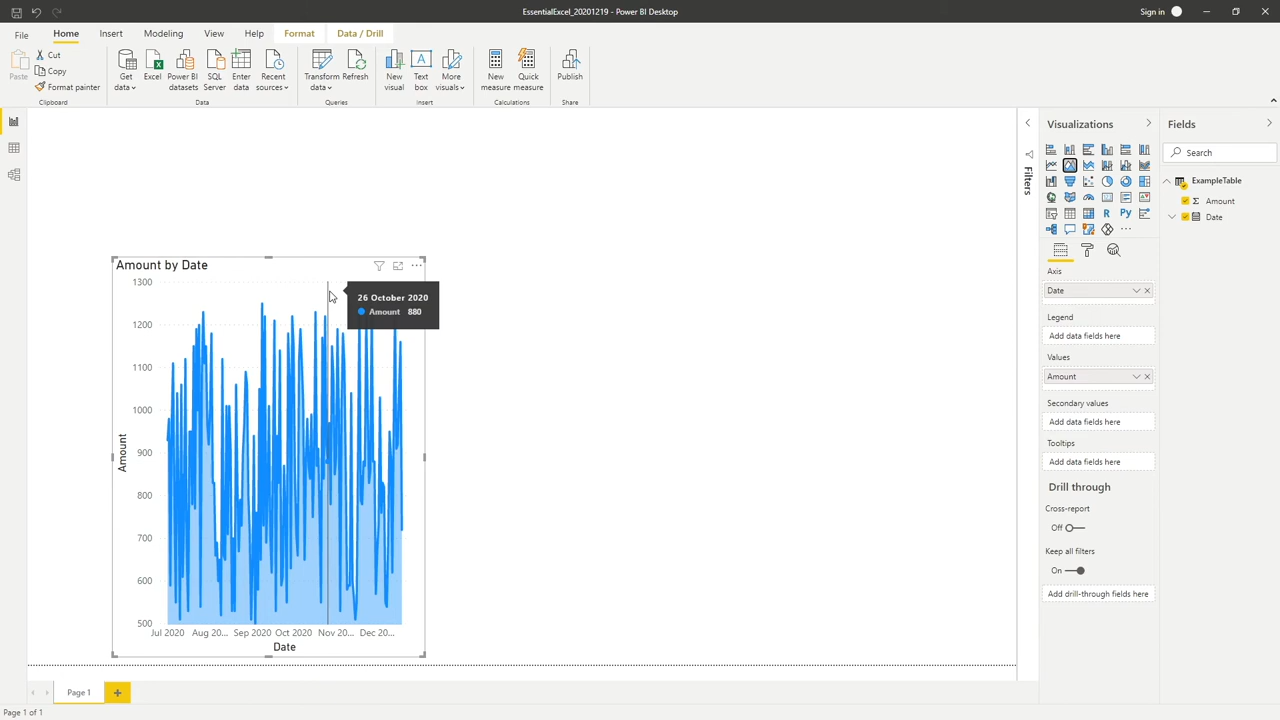 EssentialExcel_20201219 - Power BI Desktop
Sign in
File
Home
Insert
Modeling
View
Help
Format
Data / Drill
Paste
Cut
Copy
Format painter
Clipboard
Get data
Excel
Power BI datasets
SQL Server
Enter data
Recent sources
Data
Transform data
Refresh
Queries
New visual
Text box
More visuals
Insert
New measure
Quick measure
Calculations
Publish
Share
Amount by Date
1300
1200
1100
1000
900
800
700
600
500
Amount
26 October 2020
Amount 880
Jul 2020
Aug 20...
Sep 2020
Oct 2020
Nov 20...
Dec 20...
Date
Filters
Visualizations
R
Py
Axis
Date
Legend
Add data fields here
Values
Amount
Secondary values
Add data fields here
Tooltips
Add data fields here
Drill through
Cross-report
Off
Keep all filters
On
Add drill-through fields here
Fields
Search
ExampleTable
Σ Amount
Date
Page 1
Page 1 of 1